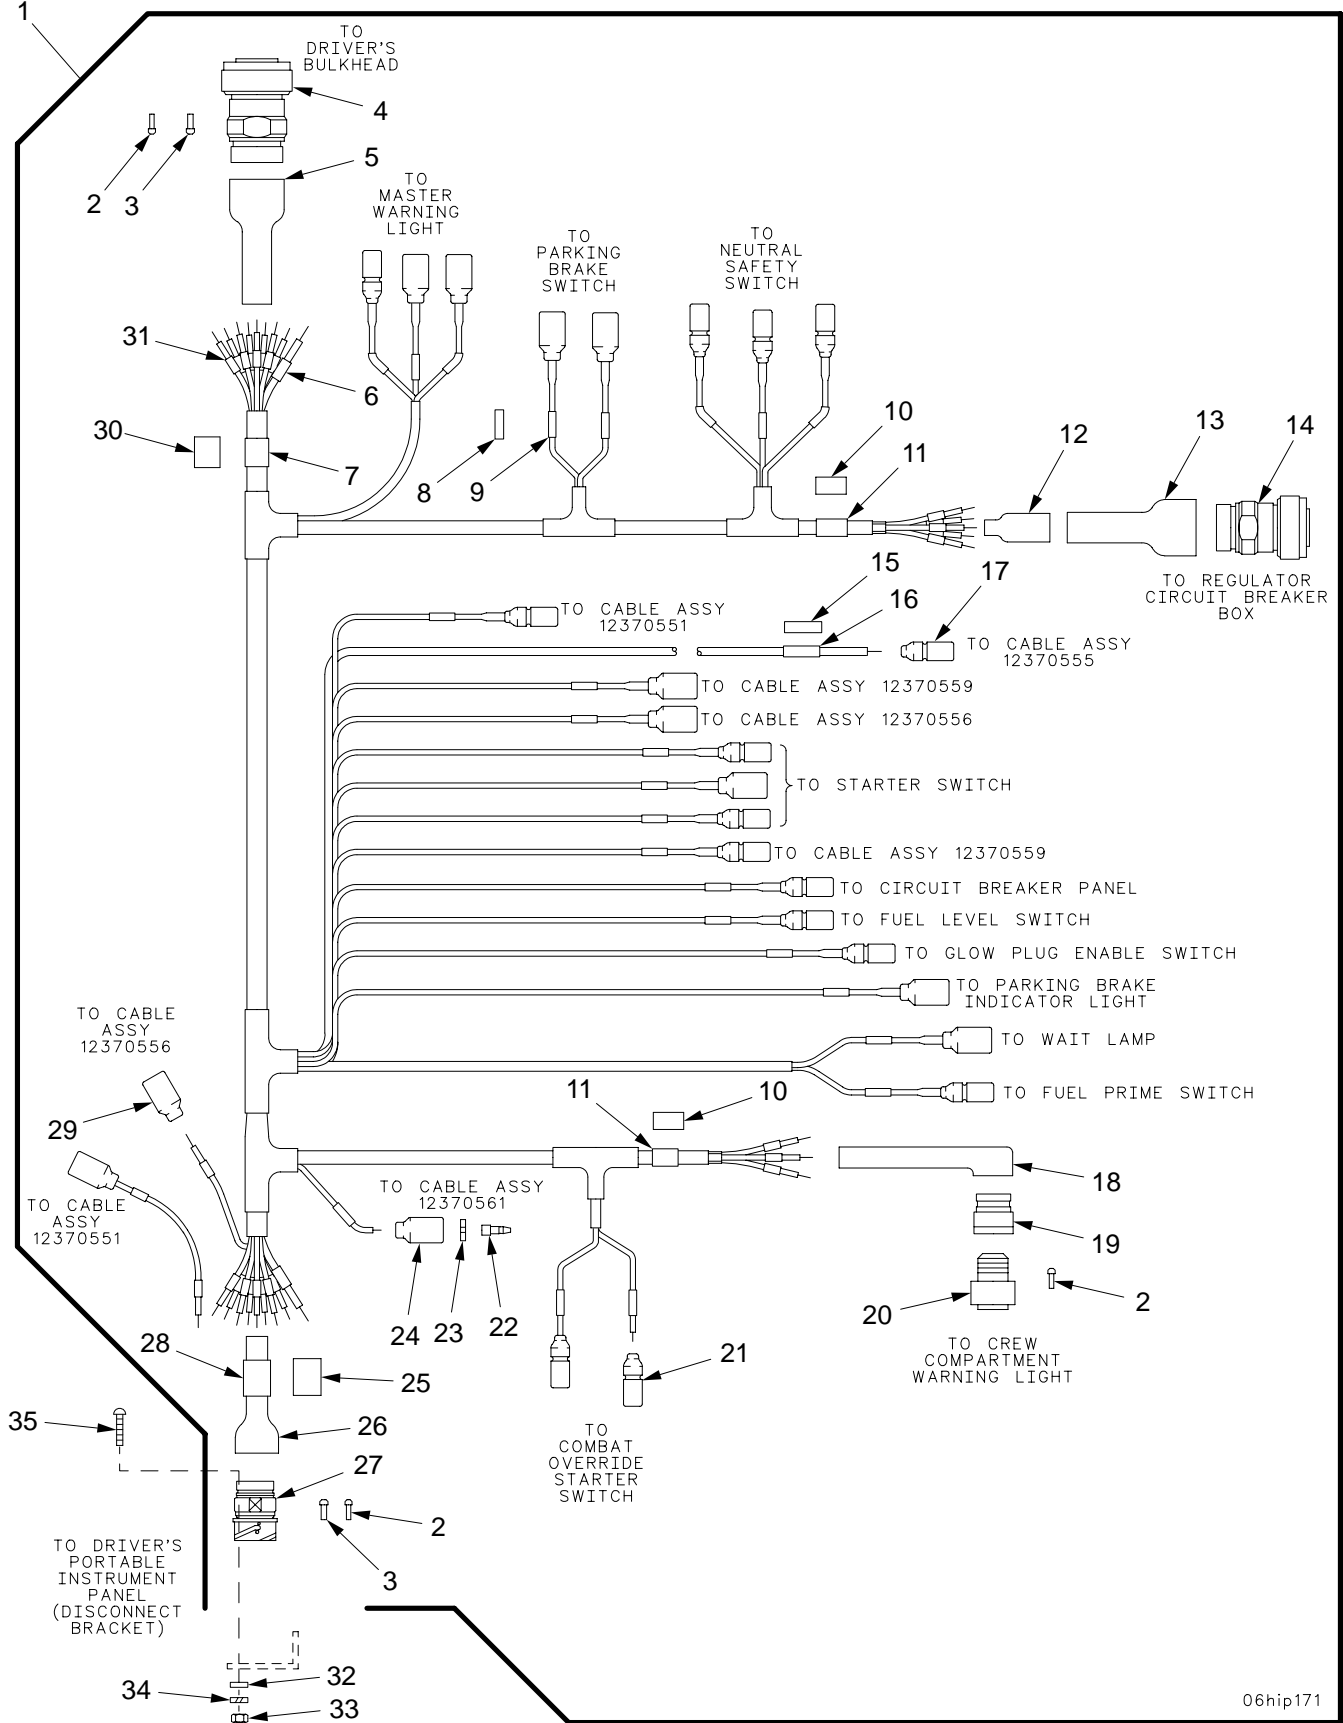 1
TO
DRIVER'S
BULKHEAD
4
2
3
5
TO
MASTER
WARNING
LIGHT
TO
PARKING
BRAKE
SWITCH
TO
NEUTRAL
SAFETY
SWITCH
31
6
30
7
8
9
10
11
12
13
14
TO REGULATOR
CIRCUIT BREAKER
BOX
15
16
17
TO CABLE ASSY
12370551
TO CABLE ASSY
12370555
TO CABLE ASSY 12370559
TO CABLE ASSY 12370556
TO STARTER SWITCH
TO CABLE ASSY 12370559
TO CIRCUIT BREAKER PANEL
TO FUEL LEVEL SWITCH
TO GLOW PLUG ENABLE SWITCH
TO PARKING BRAKE
INDICATOR LIGHT
TO WAIT LAMP
TO FUEL PRIME SWITCH
TO CABLE
ASSY
12370556
29
TO CABLE
ASSY
12370551
11
10
TO CABLE ASSY
12370561
24
23
22
18
19
20
2
TO CREW
COMPARTMENT
WARNING LIGHT
21
TO
COMBAT
OVERRIDE
STARTER
SWITCH
28
25
35
26
27
2
3
TO DRIVER'S
PORTABLE
INSTRUMENT
PANEL
(DISCONNECT
BRACKET)
32
34
33
06hip171